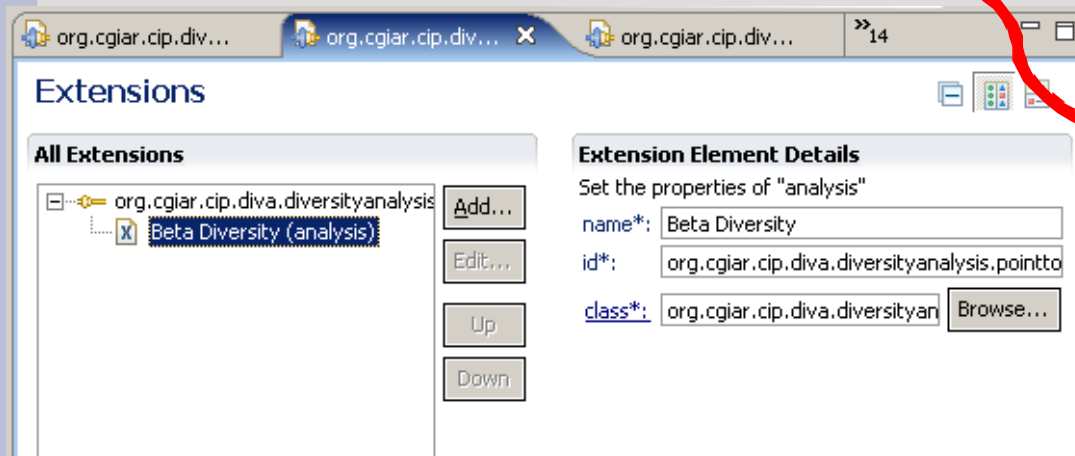 org.cgiar.cip.div... org.cgiar.cip.div... org.cgiar.cip.div... »14
Extensions
All Extensions
org.cgiar.cip.diva.diversityanalysis
Beta Diversity (analysis)
Add...
Edit...
Up
Down
Extension Element Details
Set the properties of "analysis"
name*: Beta Diversity
id*: org.cgiar.cip.diva.diversityanalysis.pointto
class*: org.cgiar.cip.diva.diversityan Browse...